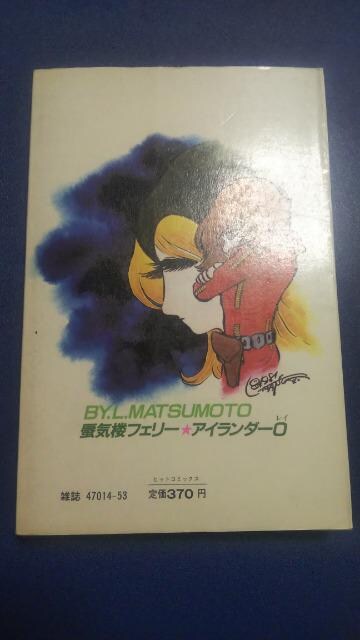 BY.L.MATSUMOTO
蜃気楼フェリー★アイランダー0
レイ
ヒットコミックス
雑誌 47014-53
定価370円